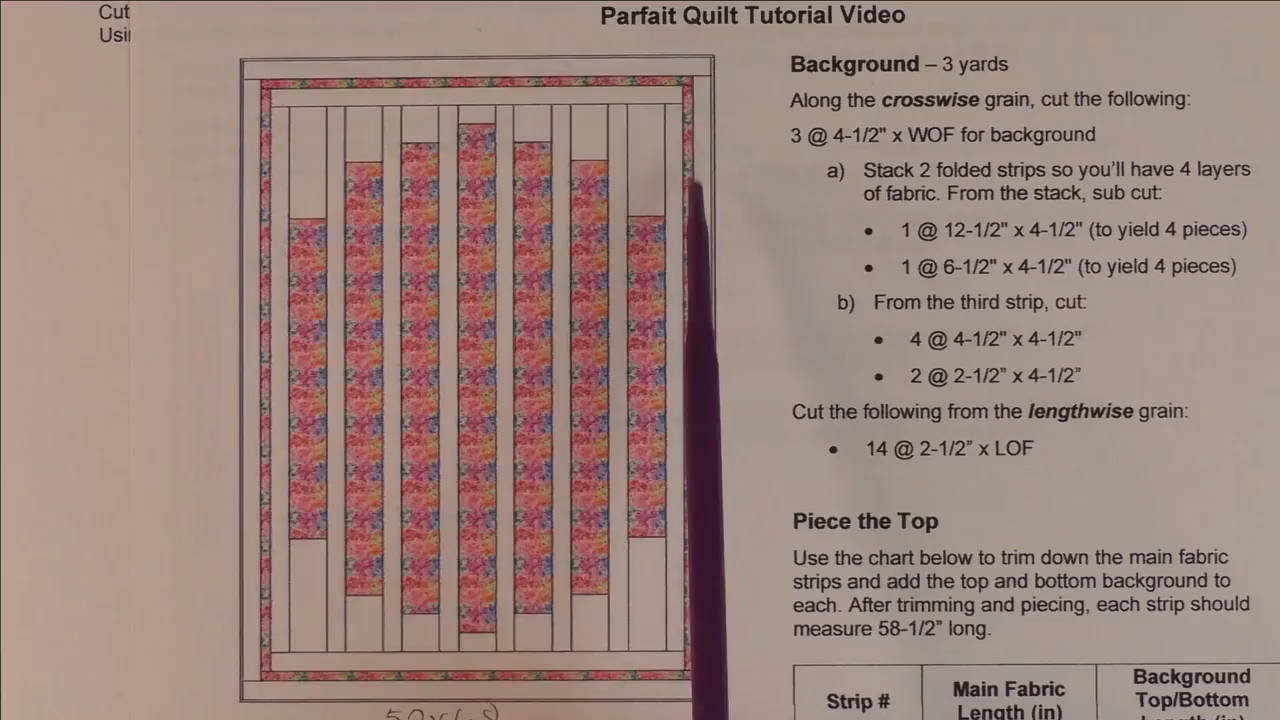 Cut
Parfait Quilt Tutorial Video
Background – 3 yards
Along the crosswise grain, cut the following:
3 @ 4-1/2" x WOF for background
a) Stack 2 folded strips so you'll have 4 layers
of fabric. From the stack, sub cut:
• 1 @ 12-1/2" x 4-1/2" (to yield 4 pieces)
• 1 @ 6-1/2" x 4-1/2" (to yield 4 pieces)
b) From the third strip, cut:
• 4 @ 4-1/2" x 4-1/2"
• 2 @ 2-1/2" x 4-1/2"
Cut the following from the lengthwise grain:
• 14 @ 2-1/2" x LOF
Piece the Top
Use the chart below to trim down the main fabric
strips and add the top and bottom background to
each. After trimming and piecing, each strip should
measure 58-1/2" long.
Strip #
Main Fabric
Length (in)
Background
Top/Bottom
Length (in)